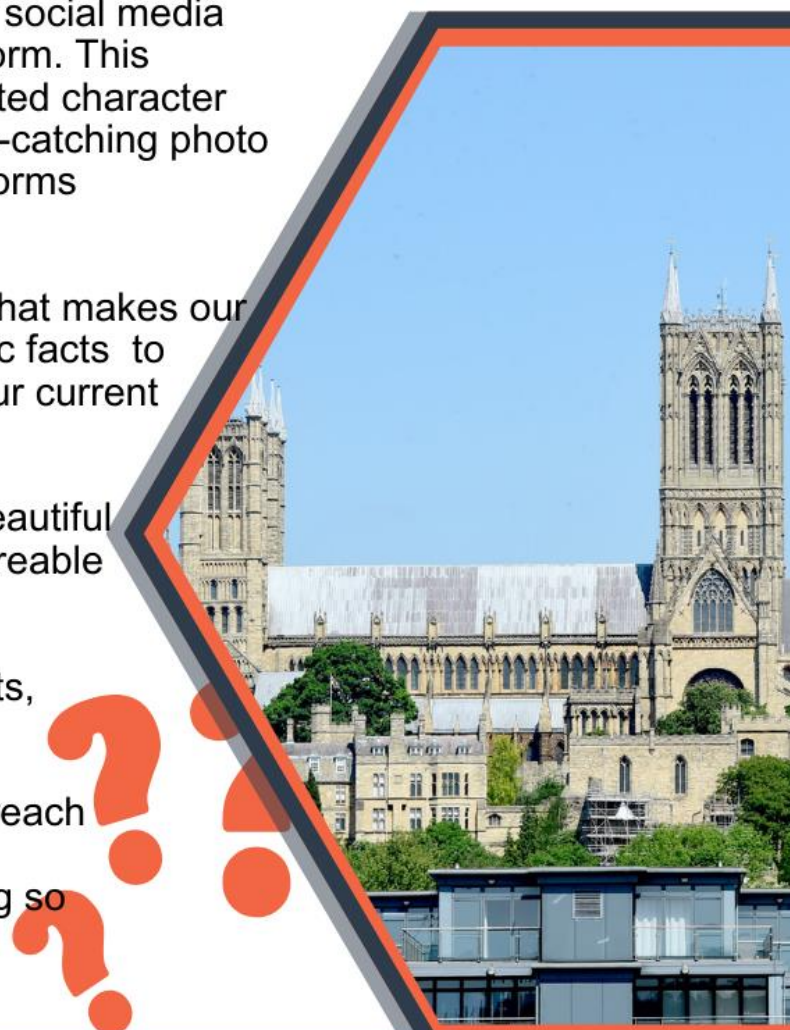 social media
orm. This
ted character
-catching photo
orms
hat makes our
c facts to
ur current
eautiful
reable
ts,
each
g so